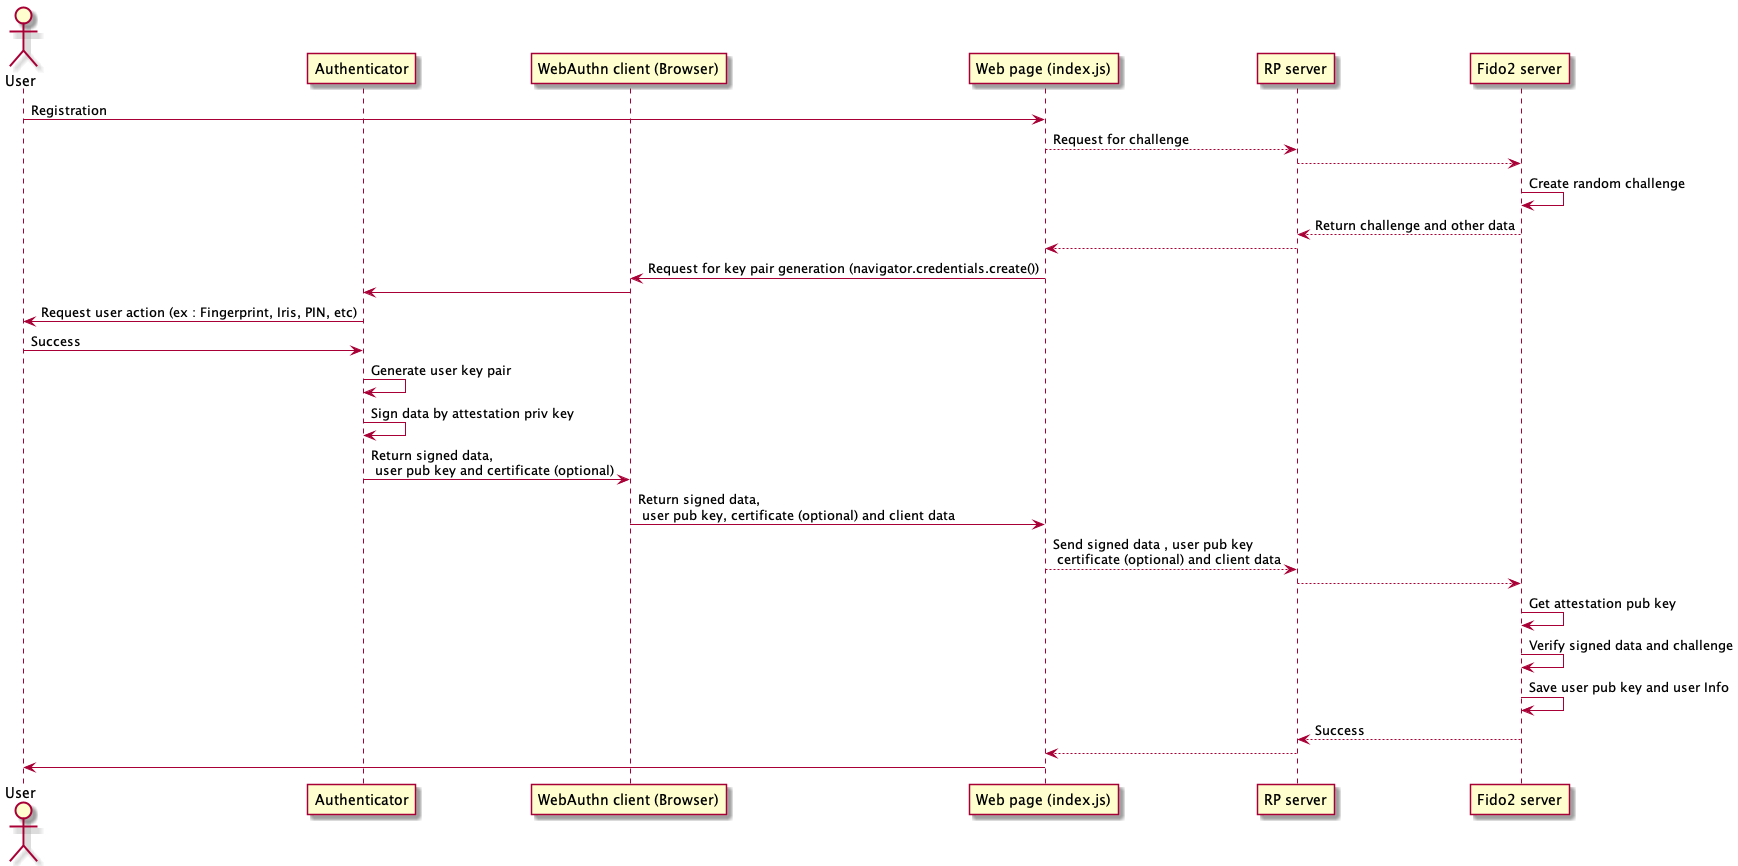 User
Authenticator
WebAuthn client (Browser)
Web page (index.js)
RP server
Fido2 server
Registration
Request for challenge
Create random challenge
Return challenge and other data
Request for key pair generation (navigator.credentials.create())
Request user action (ex : Fingerprint, Iris, PIN, etc)
Success
Generate user key pair
Sign data by attestation priv key
Return signed data,
user pub key and certificate (optional)
Return signed data,
user pub key, certificate (optional) and client data
Send signed data , user pub key
certificate (optional) and client data
Get attestation pub key
Verify signed data and challenge
Save user pub key and user Info
Success
User
Authenticator
WebAuthn client (Browser)
Web page (index.js)
RP server
Fido2 server